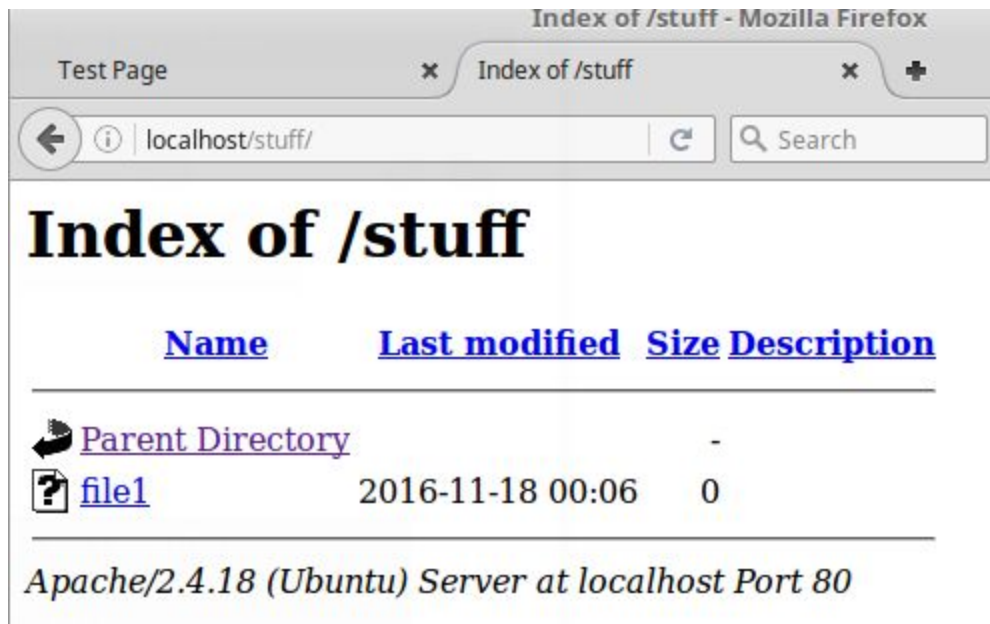 Index of /stuff - Mozilla Firefox
Test Page Index of /stuff
localhost/stuff/ Search
Index of /stuff
Name Last modified Size Description
Parent Directory -
file1 2016-11-18 00:06 0
Apache/2.4.18 (Ubuntu) Server at localhost Port 80